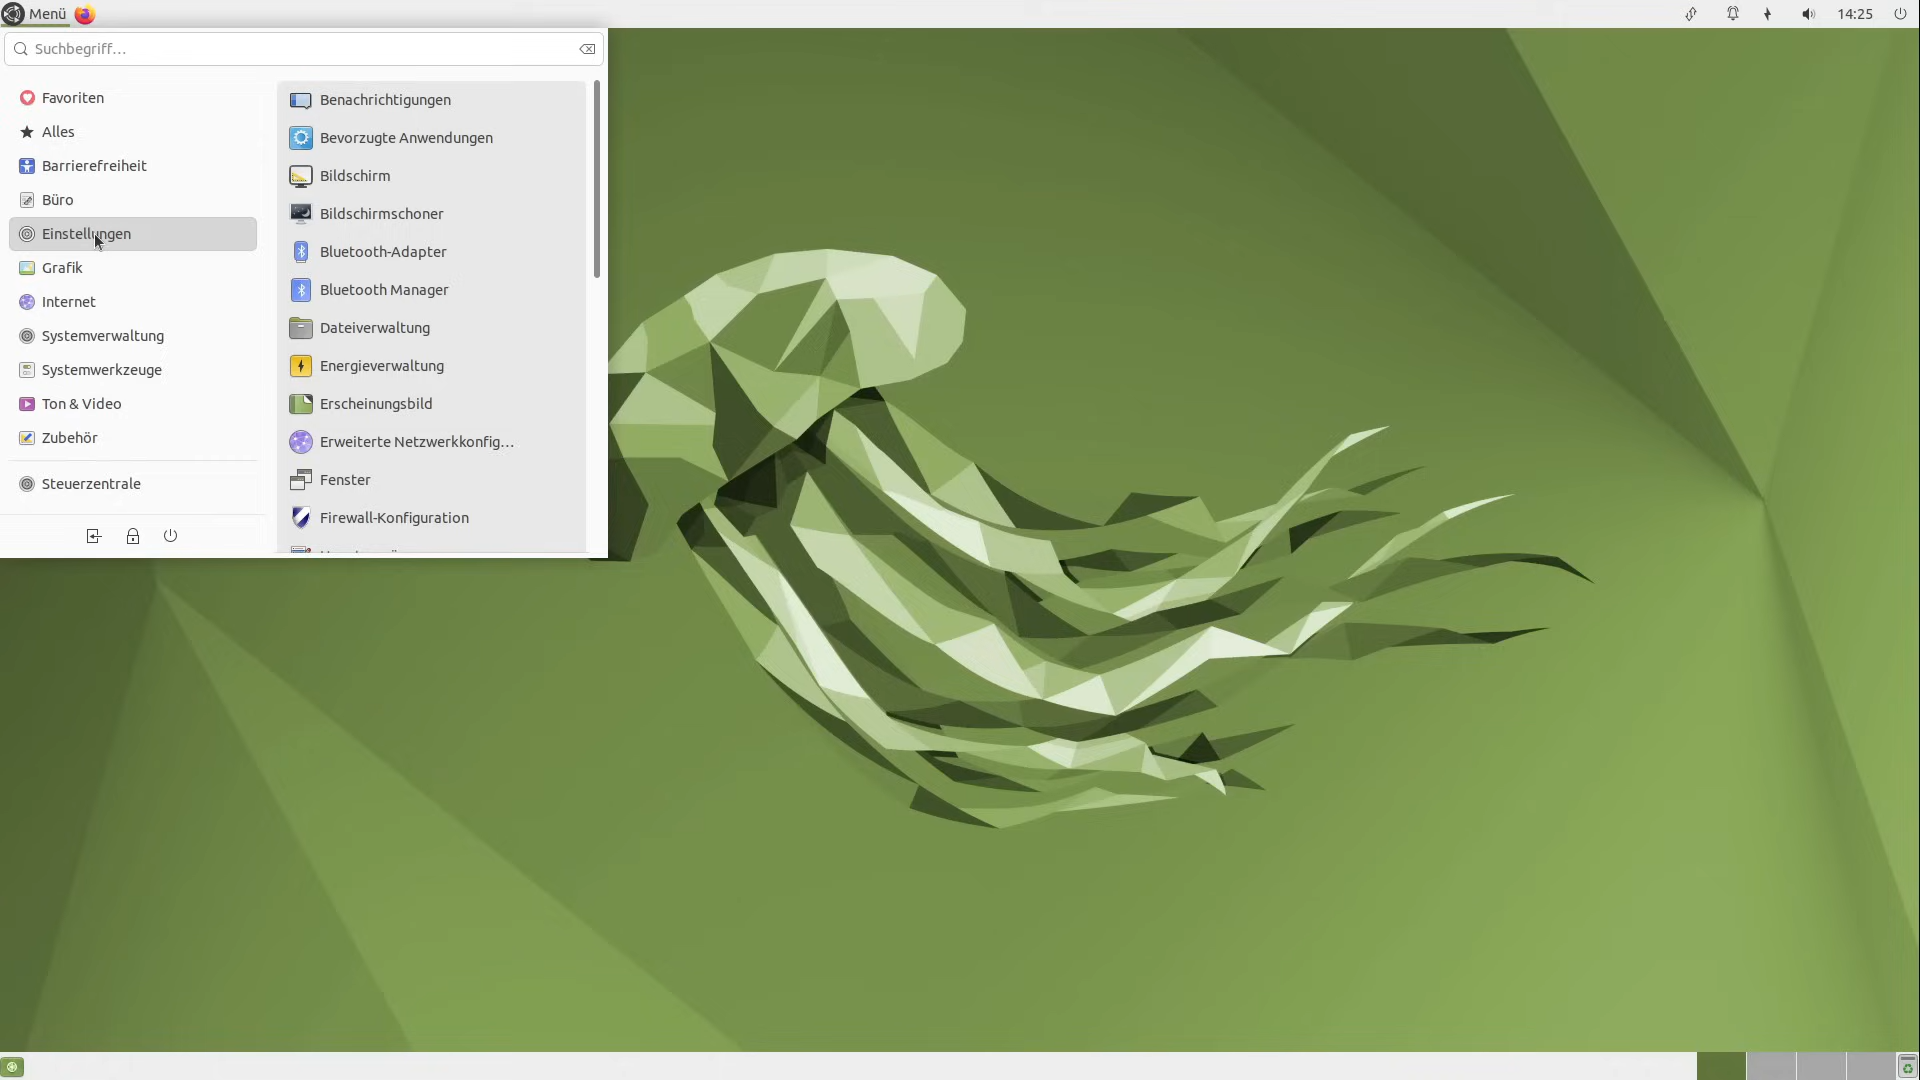 Menü
14:25
Suchbegriff...
Favoriten
Alles
Barrierefreiheit
Büro
Einstellungen
Grafik
Internet
Systemverwaltung
Systemwerkzeuge
Ton & Video
Zubehör
Steuerzentrale
Benachrichtigungen
Bevorzugte Anwendungen
Bildschirm
Bildschirmschoner
Bluetooth-Adapter
Bluetooth Manager
Dateiverwaltung
Energieverwaltung
Erscheinungsbild
Erweiterte Netzwerkkonfig...
Fenster
Firewall-Konfiguration